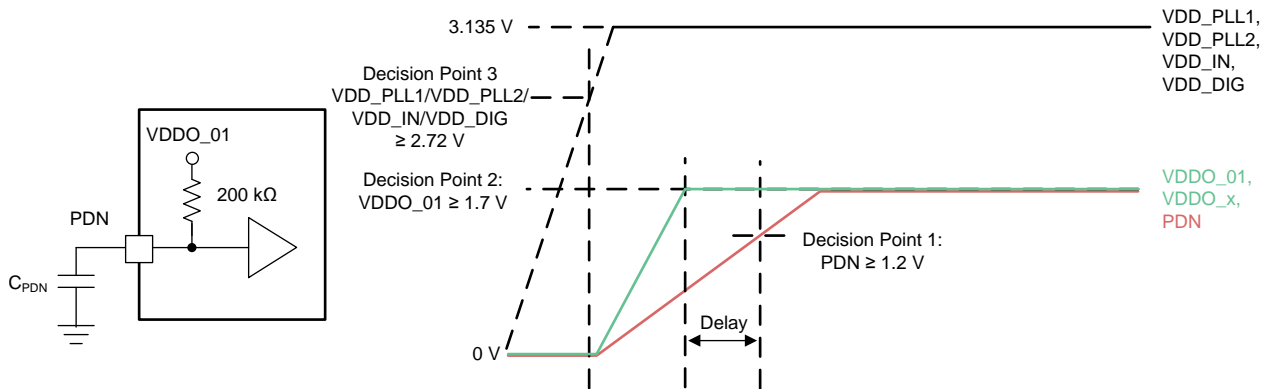 VDDO_01
200 kΩ
PDN
CPDN
3.135 V
Decision Point 3
VDD_PLL1/VDD_PLL2/
VDD_IN/VDD_DIG
≥ 2.72 V
Decision Point 2:
VDDO_01 ≥ 1.7 V
0 V
Decision Point 1:
PDN ≥ 1.2 V
Delay
VDD_PLL1,
VDD_PLL2,
VDD_IN,
VDD_DIG
VDDO_01,
VDDO_x,
PDN